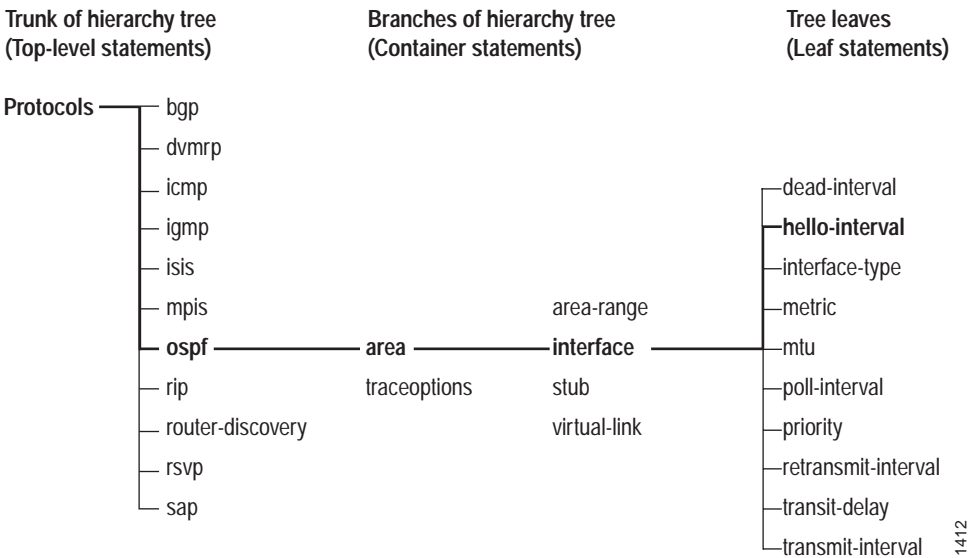 Trunk of hierarchy tree
(Top-level statements)
Branches of hierarchy tree
(Container statements)
Tree leaves
(Leaf statements)
Protocols
bgp
dvmrp
icmp
igmp
isis
mpis
ospf
rip
router-discovery
rsvp
sap
area
traceoptions
area-range
interface
stub
virtual-link
dead-interval
hello-interval
interface-type
metric
mtu
poll-interval
priority
retransmit-interval
transit-delay
transmit-interval
1412